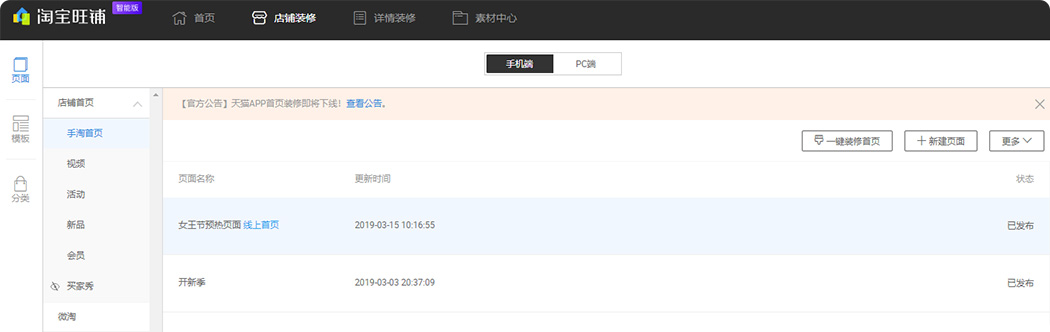 淘宝旺铺 智能版 首页 店铺装修 详情装修 素材中心
手机端 PC端
页面
模板
分类
店铺首页
手淘首页
视频
活动
新品
会员
买家秀
微淘
【官方公告】天猫APP首页装修即将下线！查看公告。
一键装修首页 新建页面 更多
页面名称 更新时间 状态
女王节预热页面 线上首页 2019-03-15 10:16:55 已发布
开新季 2019-03-03 20:37:09 已发布